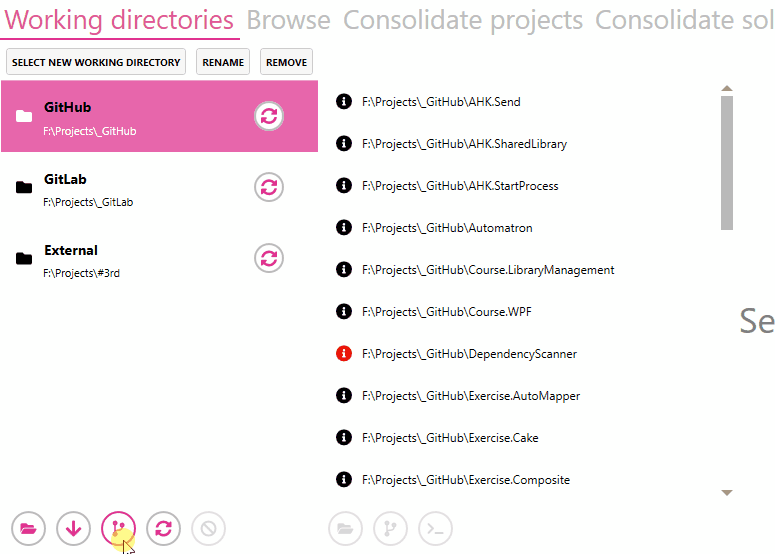 Working directories Browse Consolidate projects Consolidate sol
SELECT NEW WORKING DIRECTORY RENAME REMOVE
GitHub
F:\Projects\_GitHub
GitLab
F:\Projects\_GitLab
External
F:\Projects\#3rd
F:\Projects\_GitHub\AHK.Send
F:\Projects\_GitHub\AHK.SharedLibrary
F:\Projects\_GitHub\AHK.StartProcess
F:\Projects\_GitHub\Automatron
F:\Projects\_GitHub\Course.LibraryManagement
F:\Projects\_GitHub\Course.WPF
F:\Projects\_GitHub\DependencyScanner
F:\Projects\_GitHub\Exercise.AutoMapper
F:\Projects\_GitHub\Exercise.Cake
F:\Projects\_GitHub\Exercise.Composite
Se